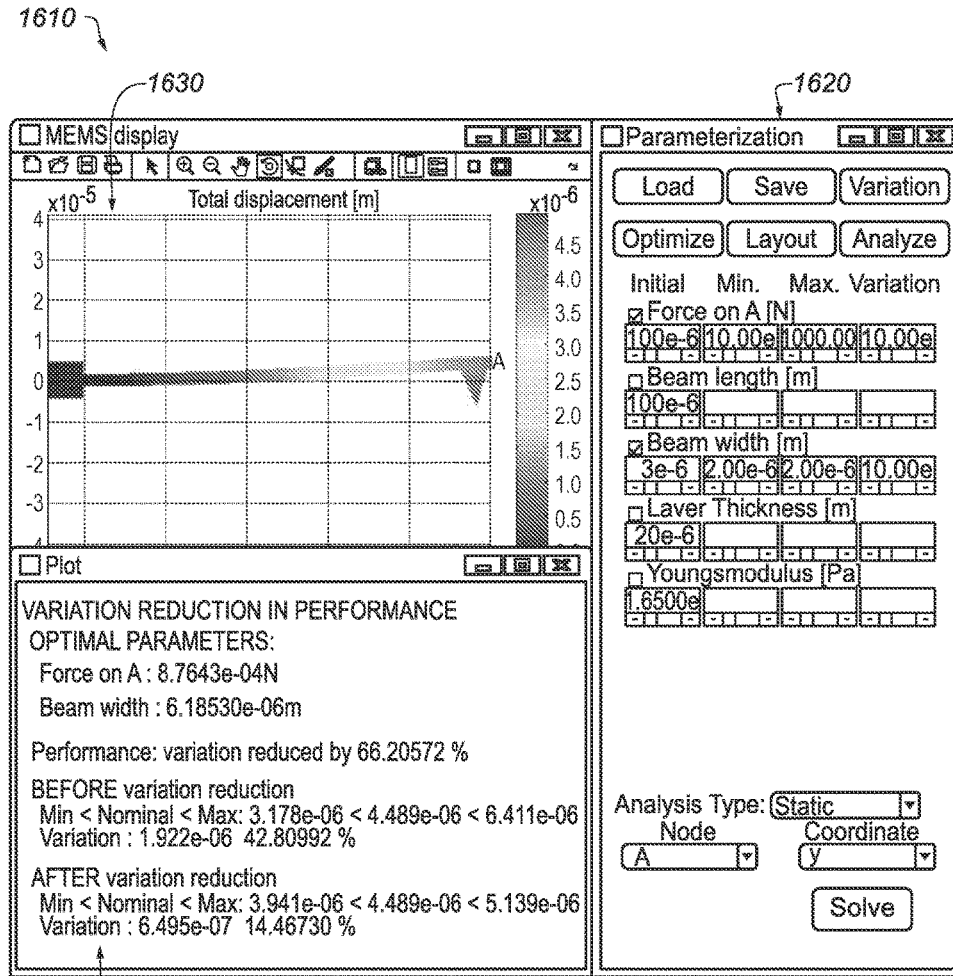 1610
1630
1620
MEMS display
x10-5 Total displacement [m] x10-6
4
3
2
1
0
-1
-2
-3
4.5
4.0
3.5
3.0
2.5
2.0
1.5
1.0
0.5
A
Plot
VARIATION REDUCTION IN PERFORMANCE
OPTIMAL PARAMETERS:
Force on A : 8.7643e-04N
Beam width : 6.18530e-06m
Performance: variation reduced by 66.20572 %
BEFORE variation reduction
Min < Nominal < Max: 3.178e-06 < 4.489e-06 < 6.411e-06
Variation : 1.922e-06 42.80992 %
AFTER variation reduction
Min < Nominal < Max: 3.941e-06 < 4.489e-06 < 5.139e-06
Variation : 6.495e-07 14.46730 %
Parameterization
Load Save Variation
Optimize Layout Analyze
Initial Min. Max. Variation
Force on A [N]
100e-6 10.00e 1000.00 10.00e
Beam length [m]
100e-6
Beam width [m]
3e-6 2.00e-6 2.00e-6 10.00e
Laver Thickness [m]
20e-6
Youngsmodulus [Pa]
1.6500e
Analysis Type: Static
Node Coordinate
A y
Solve